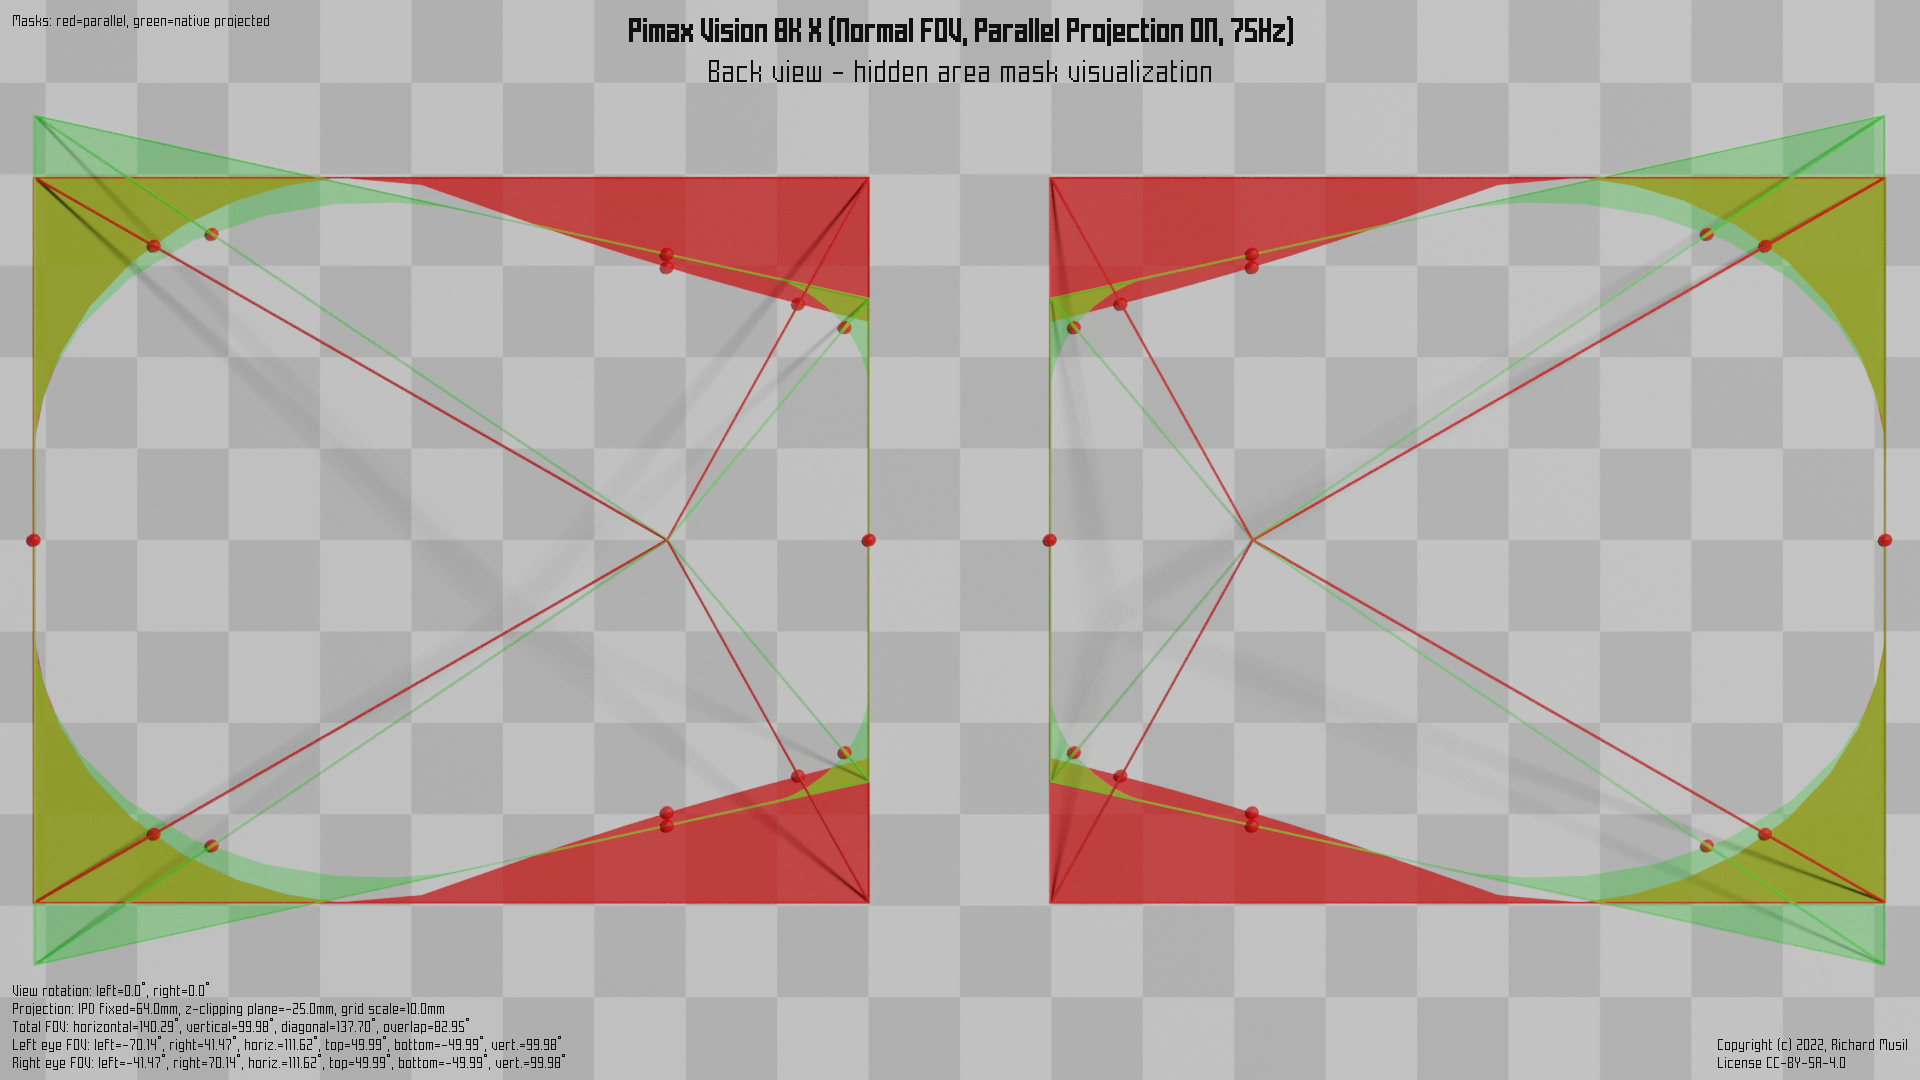 Masks: red=parallel, green=native projected
Pimax Vision 8K X (Normal FOV, Parallel Projection ON, 75Hz)
Back view - hidden area mask visualization
View rotation: left=0.0°, right=0.0°
Projection: IPD fixed=64.0mm, z-clipping plane=-25.0mm, grid scale=10.0mm
Total FOV: horizontal=140.29°, vertical=99.98°, diagonal=137.70°, overlap=82.95°
Left eye FOV: left=-70.14°, right=41.47°, horiz.=111.62°, top=49.99°, bottom=-49.99°, vert.=99.98°
Right eye FOV: left=-41.47°, right=70.14°, horiz.=111.62°, top=49.99°, bottom=-49.99°, vert.=99.98°
Copyright (c) 2022, Richard Musil
License CC-BY-SA-4.0